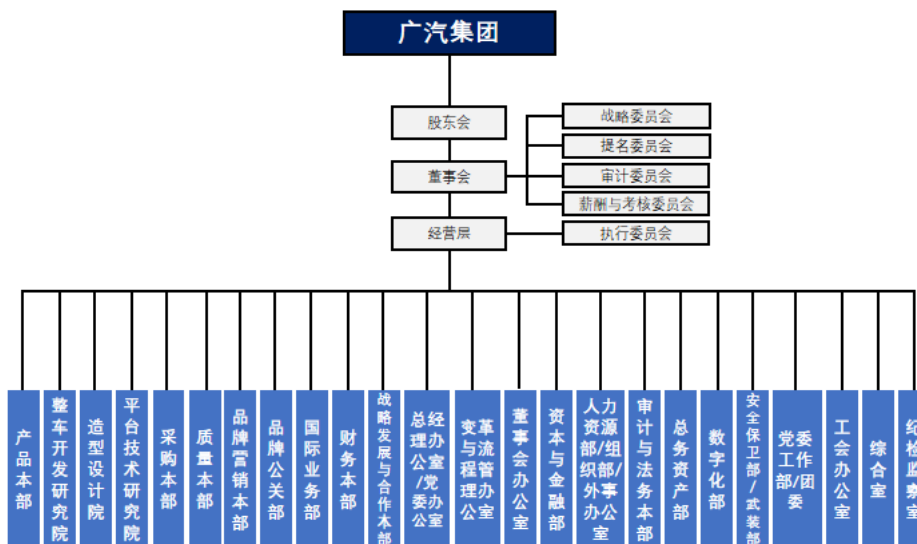 广汽集团
股东会
董事会
经营层
战略委员会
提名委员会
审计委员会
薪酬与考核委员会
执行委员会
产品本部
整车开发研究院
造型设计院
平台技术研究院
采购本部
质量本部
品牌营销本部
品牌公关部
国际业务部
财务本部
战略发展与合作本部
总经理办公室/党委办公室
变革与流程管理办公室
董事会办公室
资本与金融部
人力资源部/组织部/外事办公室
审计与法务本部
总务资产部
数字化部
安全保卫部/武装部
党委工作部/团委
工会办公室
综合室
纪检监察室